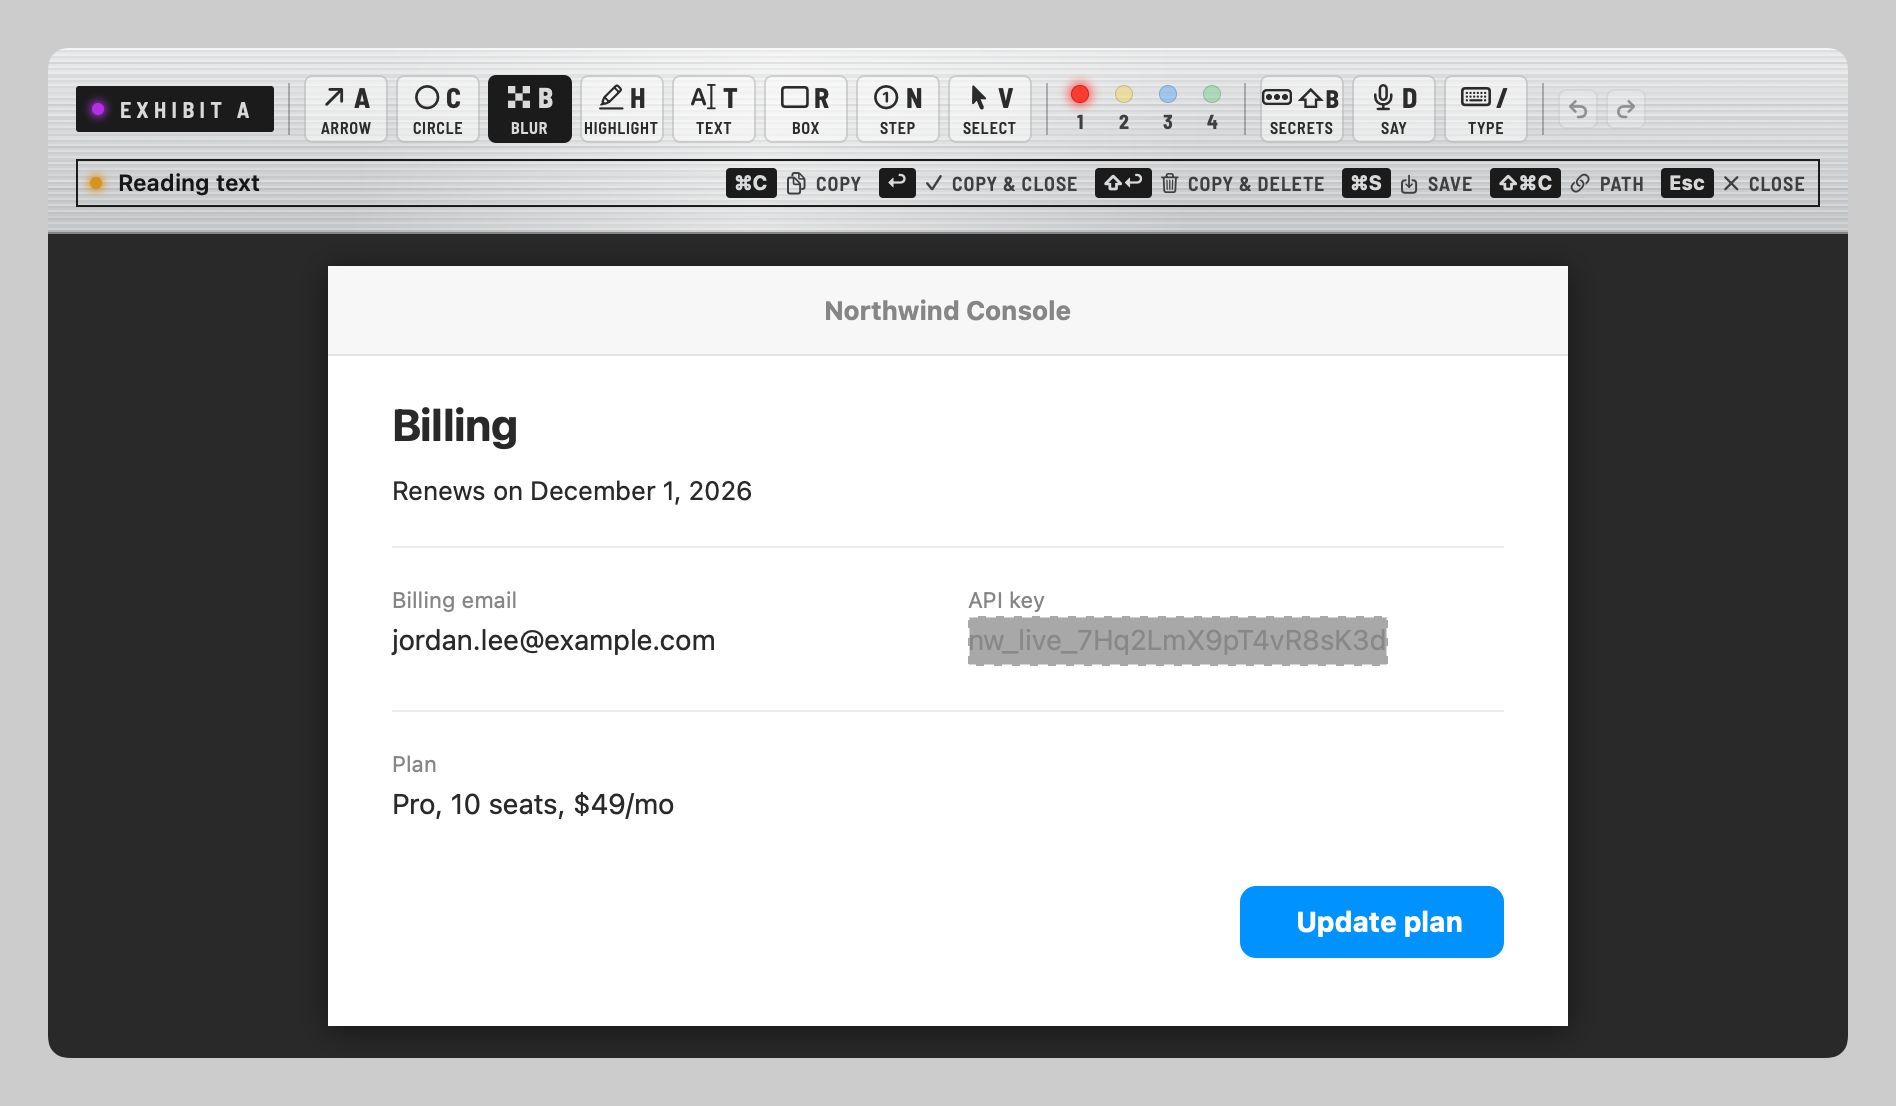 EXHIBIT A
A ARROW
C CIRCLE
B BLUR
H HIGHLIGHT
T TEXT
R BOX
1 N STEP
V SELECT
1 2 3 4
⇧B SECRETS
D SAY
/ TYPE
Reading text
⌘C COPY
↩ COPY & CLOSE
⇧↩ COPY & DELETE
⌘S SAVE
⇧⌘C PATH
Esc CLOSE
Northwind Console
Billing
Renews on December 1, 2026
Billing email
jordan.lee@example.com
API key
nw_live_7Hq2LmX9pT4vR8sK3d
Plan
Pro, 10 seats, $49/mo
Update plan